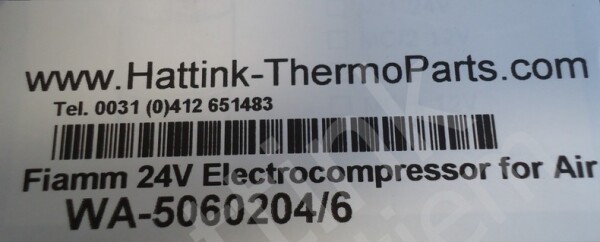 www.Hattink-ThermoParts.com
Tel. 0031 (0)412 651483
Fiamm 24V Electrocompressor for Air
WA-5060204/6